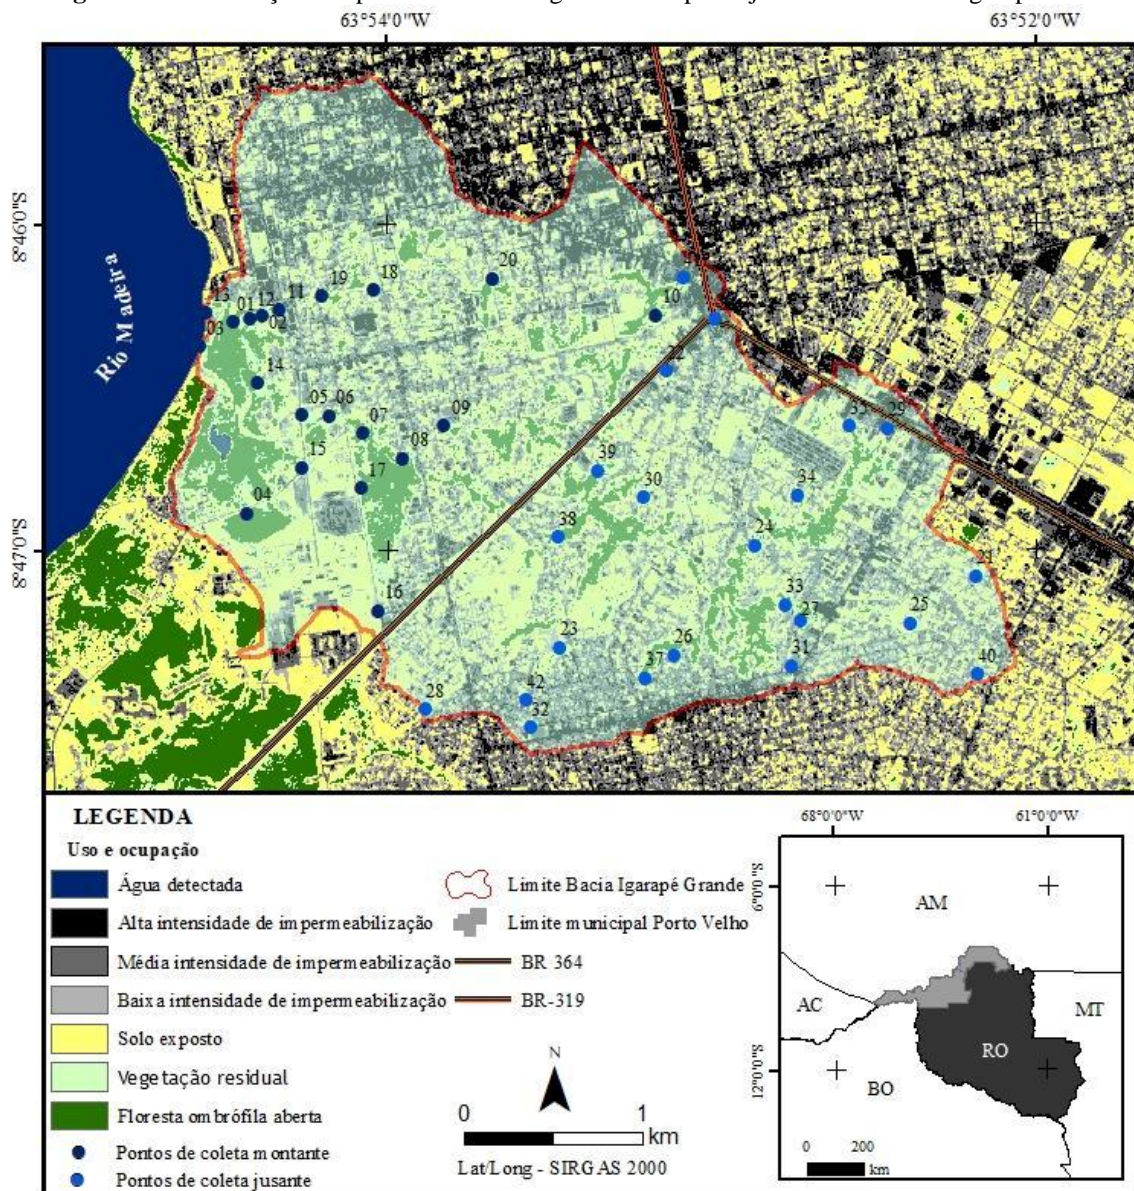 63°54'0"W
63°52'0"W
8°46'0"S
8°47'0"S
Rio Madeira
13
01
12
11
19
18
20
10
03
02
14
05
06
07
09
08
15
17
04
16
22
35
29
39
30
34
38
24
21
33
27
25
23
26
31
37
40
28
42
32
LEGENDA
Uso e ocupação
Água detectada
Alta intensidade de impermeabilização
Média intensidade de impermeabilização
Baixa intensidade de impermeabilização
Solo exposto
Vegetação residual
Floresta ombrófila aberta
Pontos de coleta montante
Pontos de coleta jusante
Limite Bacia Igarapé Grande
Limite municipal Porto Velho
BR 364
BR-319
N
0 1
km
Lat/Long - SIRGAS 2000
68°0'0"W
61°0'0"W
6°0'0"S
12°0'0"S
AM
AC
MT
RO
BO
0 200
km